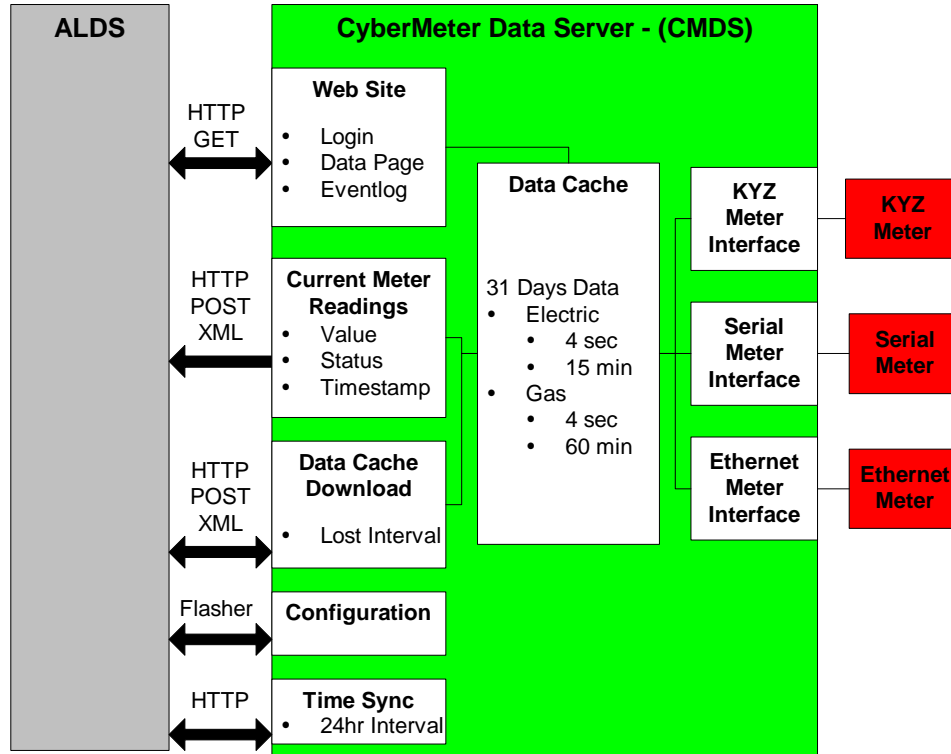 ALDS
CyberMeter Data Server - (CMDS)
HTTP
GET
Web Site
• Login
• Data Page
• Eventlog
HTTP
POST
XML
Current Meter
Readings
• Value
• Status
• Timestamp
HTTP
POST
XML
Data Cache
Download
• Lost Interval
Flasher
Configuration
HTTP
Time Sync
• 24hr Interval
Data Cache
31 Days Data
• Electric
• 4 sec
• 15 min
• Gas
• 4 sec
• 60 min
KYZ
Meter
Interface
KYZ
Meter
Serial
Meter
Interface
Serial
Meter
Ethernet
Meter
Interface
Ethernet
Meter